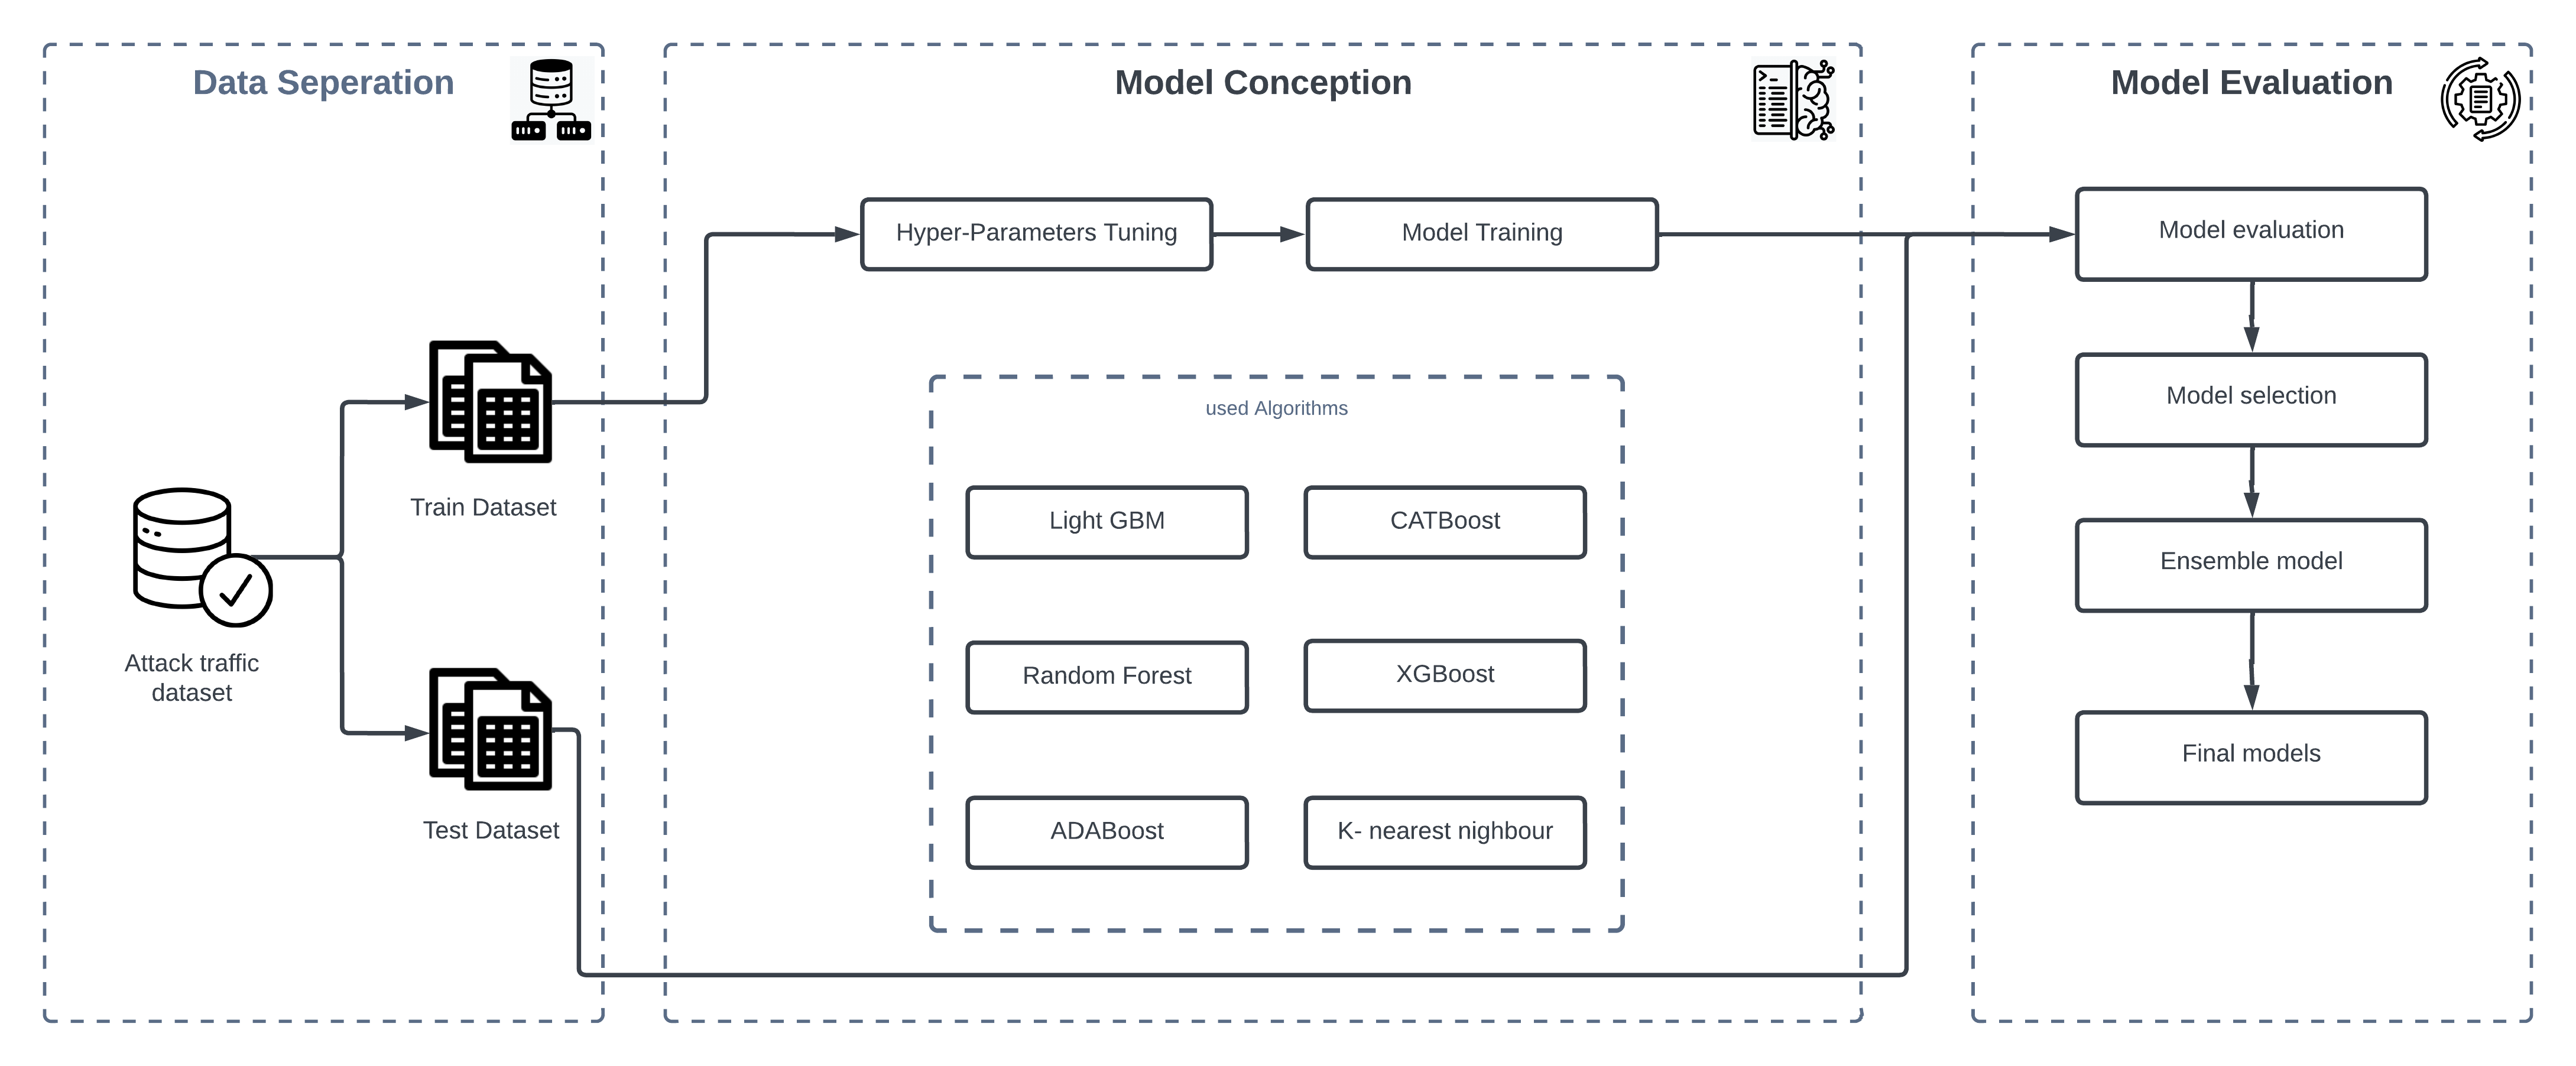 Data Seperation
Train Dataset
Attack traffic
dataset
Test Dataset
Model Conception
Hyper-Parameters Tuning
Model Training
used Algorithms
Light GBM
CATBoost
Random Forest
XGBoost
ADABoost
K- nearest nighbour
Model Evaluation
Model evaluation
Model selection
Ensemble model
Final models